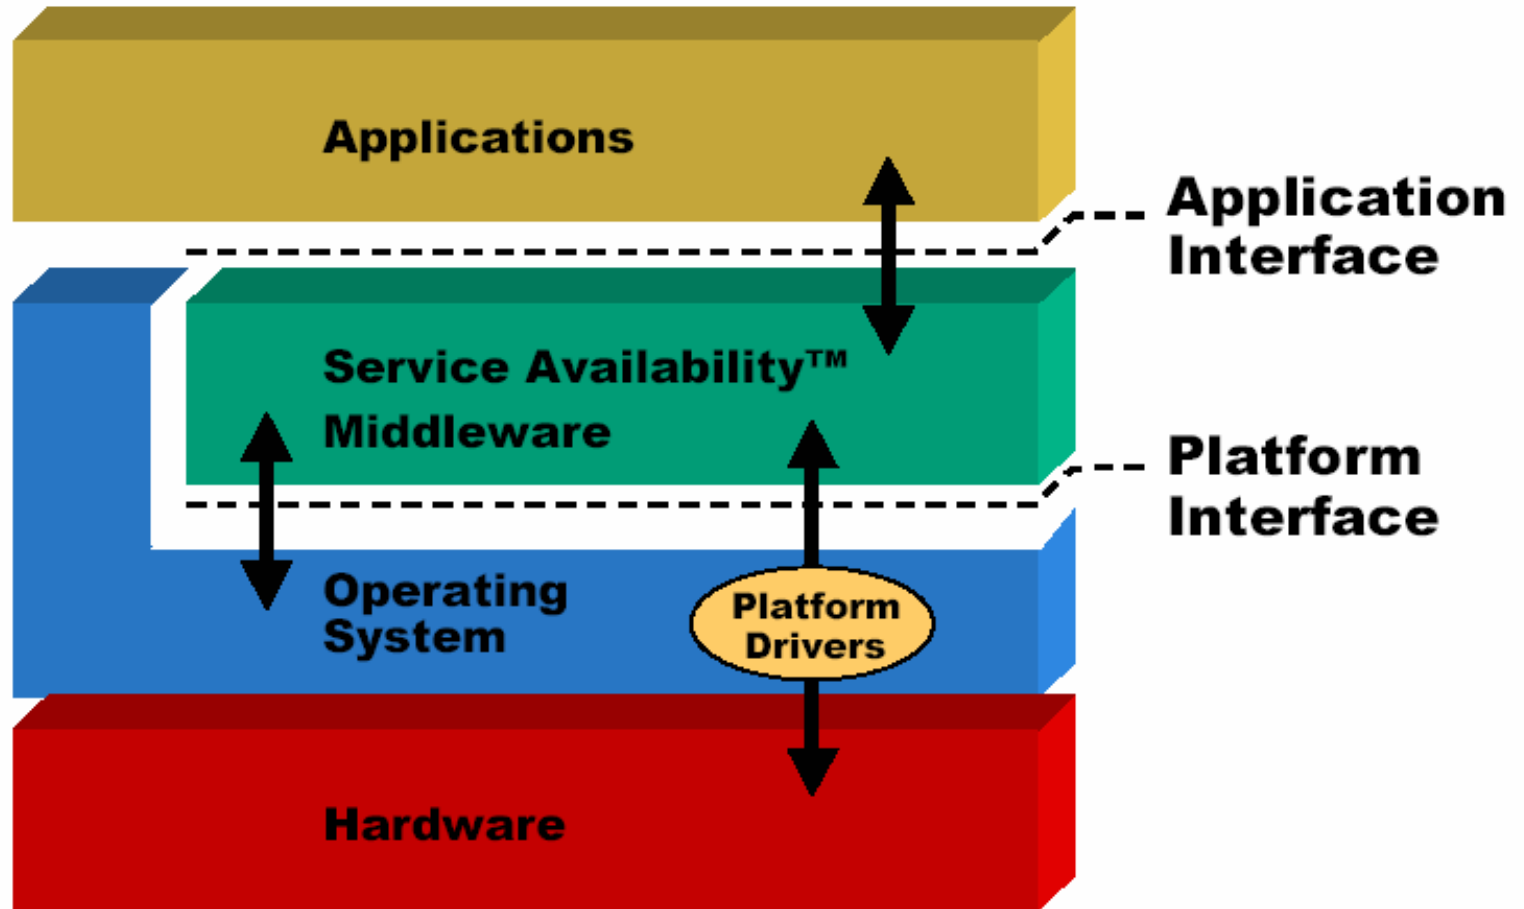 Applications
Application
Interface
Service Availability™
Middleware
Platform
Interface
Operating
System
Platform
Drivers
Hardware